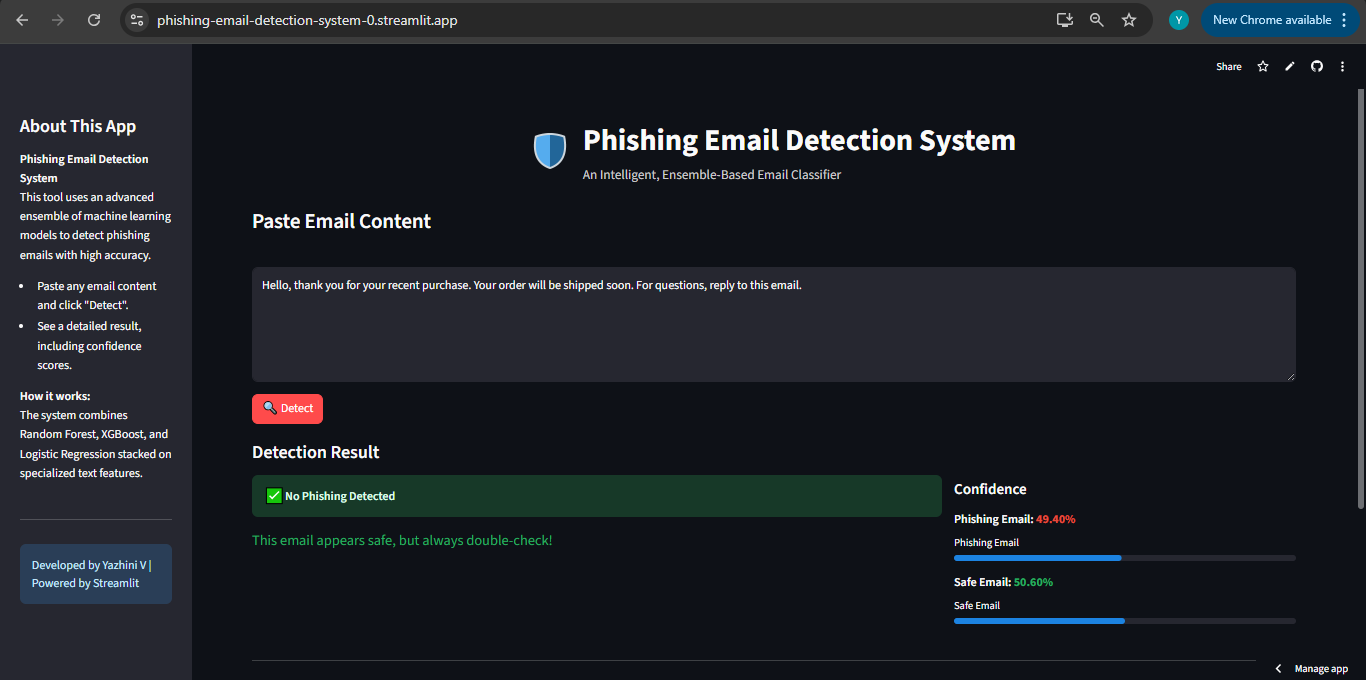 phishing-email-detection-system-0.streamlit.app
Y
New Chrome available
Share
About This App
Phishing Email Detection
System
This tool uses an advanced
ensemble of machine learning
models to detect phishing
emails with high accuracy.
• Paste any email content
and click "Detect".
• See a detailed result,
including confidence
scores.
How it works:
The system combines
Random Forest, XGBoost, and
Logistic Regression stacked on
specialized text features.
Developed by Yazhini V |
Powered by Streamlit
Phishing Email Detection System
An Intelligent, Ensemble-Based Email Classifier
Paste Email Content
Hello, thank you for your recent purchase. Your order will be shipped soon. For questions, reply to this email.
Detect
Detection Result
No Phishing Detected
This email appears safe, but always double-check!
Confidence
Phishing Email: 49.40%
Phishing Email
Safe Email: 50.60%
Safe Email
Manage app